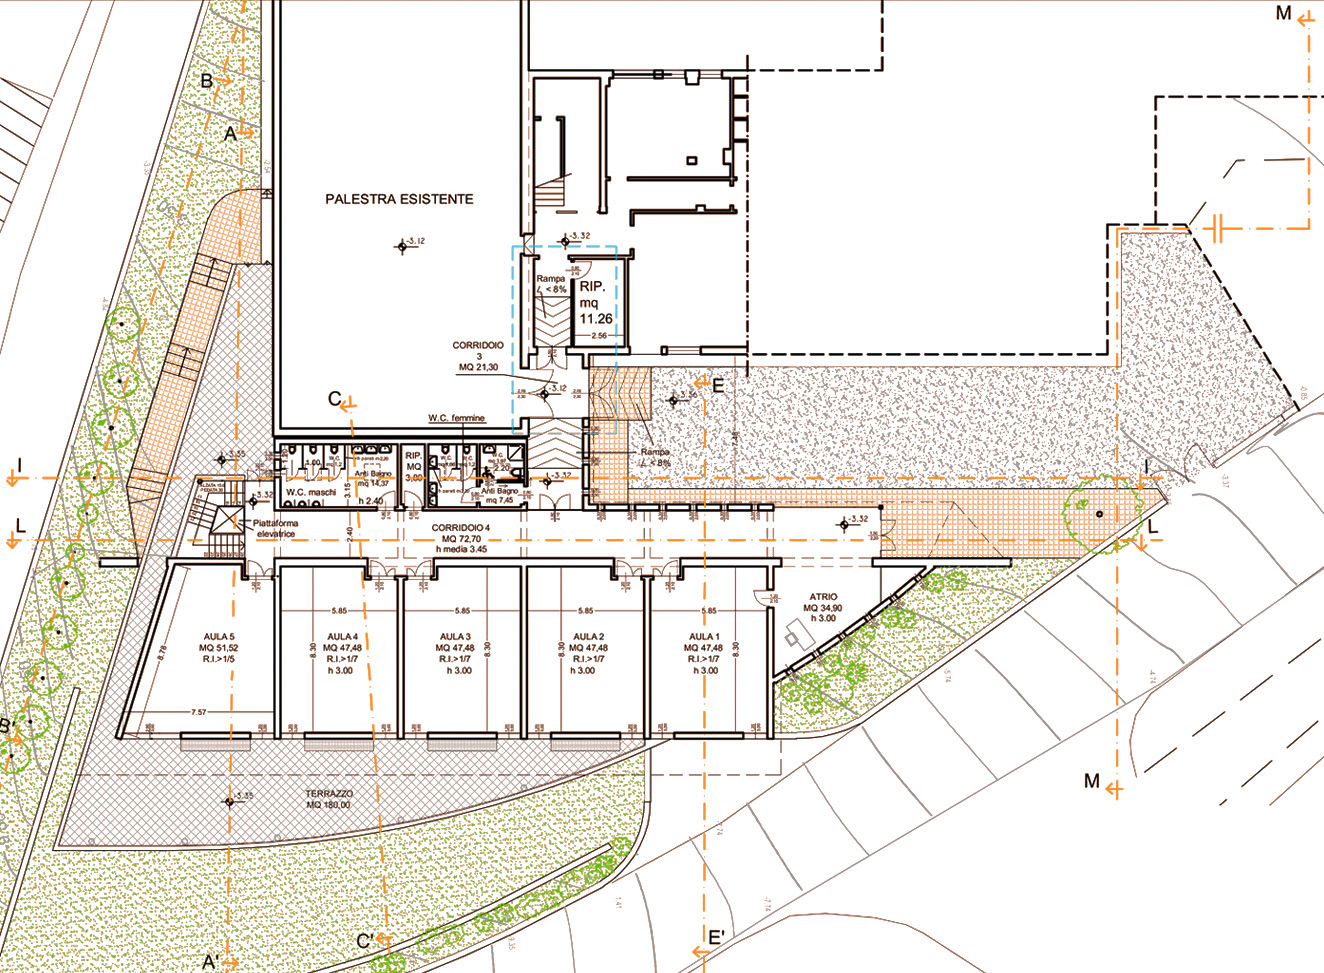 M
B
A
PALESTRA ESISTENTE
-3.12
-3.32
Rampa
L < 8%
RIP.
mq
11.26
2.56
CORRIDOIO
3
MQ 21,30
-3.12
E
-3.36
C
W.C. femmine
Rampa
L < 8%
-3.35
I
I
RIP.
MQ
3,00
Anti Bagno
mq 14,37
h 2.40
W.C. maschi
3.15
2.20
Anti Bagno
mq 7,45
-3.32
-3.32
-3.32
L
L
Piattaforma
elevatrice
2.40
CORRIDOIO 4
MQ 72,70
h media 3.45
ATRIO
MQ 34,90
h 3.00
5.85
5.85
5.85
5.85
AULA 5
MQ 51,52
R.I.>1/5
8.78
7.57
AULA 4
MQ 47,48
R.I.>1/7
h 3.00
8.30
AULA 3
MQ 47,48
R.I.>1/7
h 3.00
8.30
AULA 2
MQ 47,48
R.I.>1/7
h 3.00
8.30
AULA 1
MQ 47,48
R.I.>1/7
h 3.00
8.30
B'
M
TERRAZZO
MQ 180,00
-3.35
C'
E'
A'